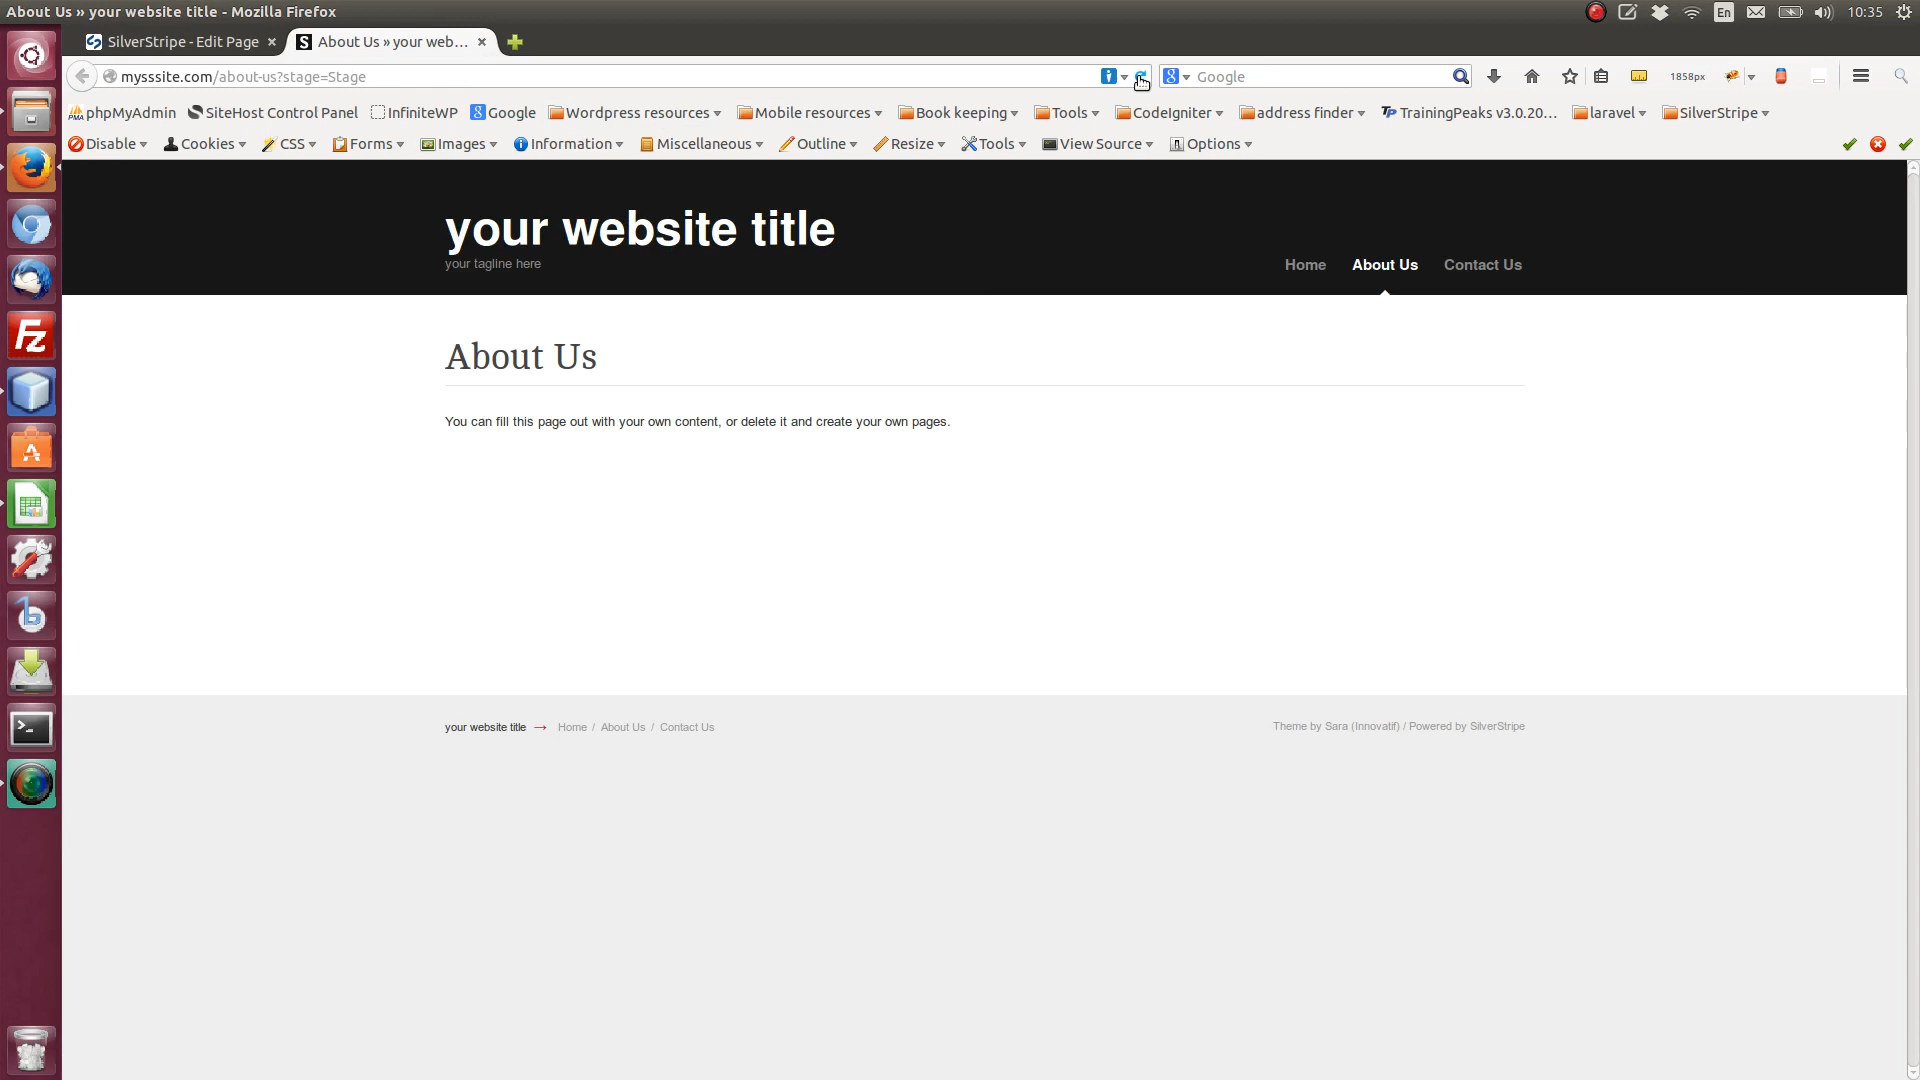 About Us » your website title - Mozilla Firefox
En
10:35
SilverStripe - Edit Page
About Us » your web...
mysssite.com/about-us?stage=Stage
Google
1858px
phpMyAdmin
SiteHost Control Panel
InfiniteWP
Google
Wordpress resources
Mobile resources
Book keeping
Tools
CodeIgniter
address finder
TrainingPeaks v3.0.20...
laravel
SilverStripe
Disable
Cookies
CSS
Forms
Images
Information
Miscellaneous
Outline
Resize
Tools
View Source
Options
your website title
your tagline here
Home
About Us
Contact Us
About Us
You can fill this page out with your own content, or delete it and create your own pages.
your website title → Home / About Us / Contact Us
Theme by Sara (Innovatif) / Powered by SilverStripe